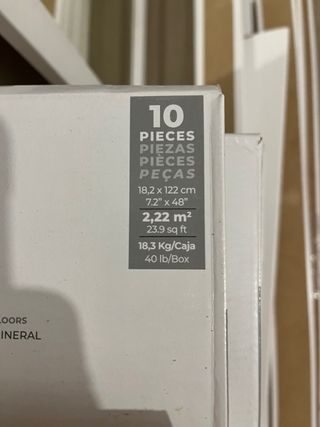 10
PIECES
PIEZAS
PIÈCES
PEÇAS
18,2 x 122 cm
7.2" x 48"
2,22 m²
23.9 sq ft
18,3 Kg/Caja
40 lb/Box
LOORS
INERAL